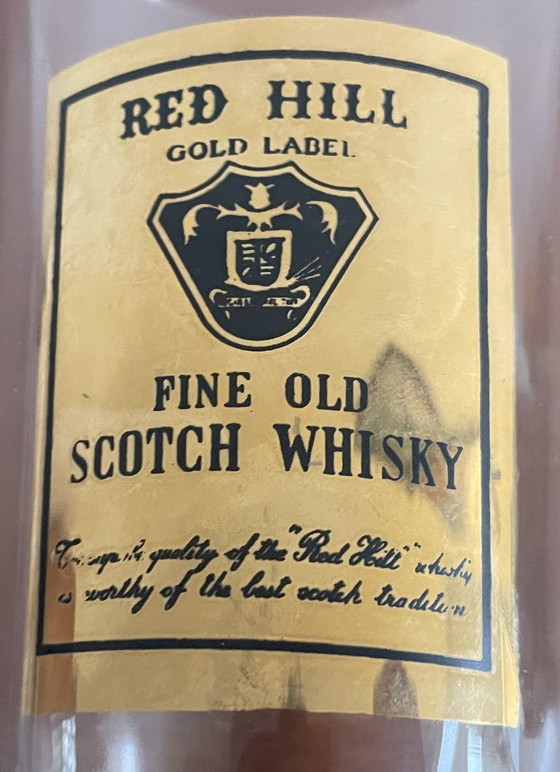 RED HILL
GOLD LABEL
FINE OLD
SCOTCH WHISKY
quality of the "Red Hill" whisky
is worthy of the best scotch tradition